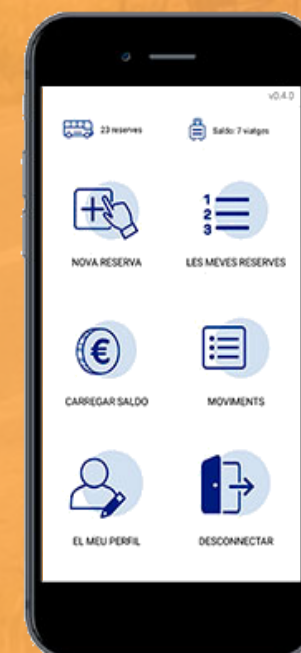 v0.4.0
23 reserves
Saldo: 7 viatges
1
2
3
NOVA RESERVA
LES MEVES RESERVES
€
CARREGAR SALDO
MOVIMENTS
EL MEU PERFIL
DESCONNECTAR